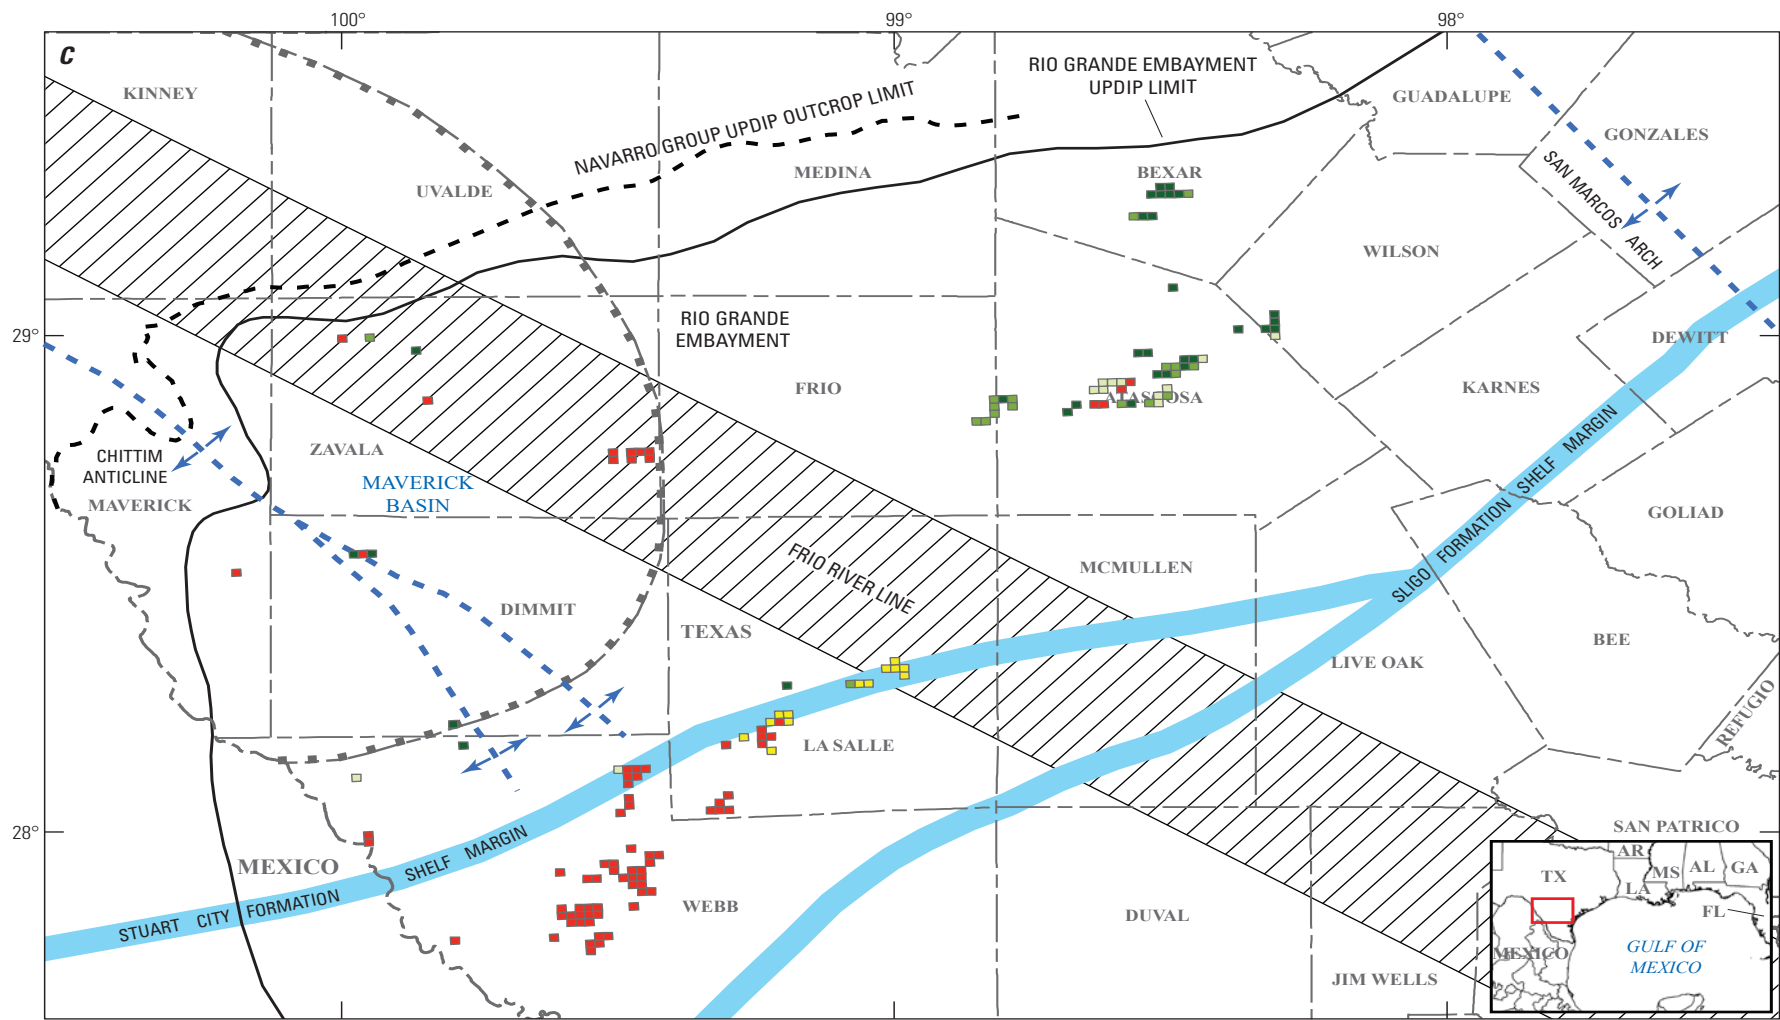 100°
99°
98°
C
KINNEY
NAVARRO GROUP UPDIP OUTCROP LIMIT
RIO GRANDE EMBAYMENT
UPDIP LIMIT
GUADALUPE
GONZALES
UVALDE
MEDINA
BEXAR
SAN MARCOS ARCH
WILSON
29°
RIO GRANDE
EMBAYMENT
DEWITT
FRIO
ATASCOSA
KARNES
CHITTIM
ANTICLINE
ZAVALA
MAVERICK
BASIN
MAVERICK
SLIGO FORMATION SHELF MARGIN
GOLIAD
FRIO RIVER LINE
MCMULLEN
DIMMIT
TEXAS
BEE
LIVE OAK
REFUGIO
LA SALLE
28°
MEXICO
STUART CITY FORMATION SHELF MARGIN
SAN PATRICO
WEBB
DUVAL
JIM WELLS
AR
TX
MS
AL
GA
LA
FL
MEXICO
GULF OF
MEXICO